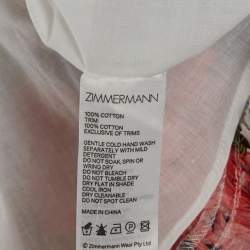 ZIMMERMANN
100% COTTON
TRIM:
100% COTTON
EXCLUSIVE OF TRIMS
GENTLE COLD HAND WASH
SEPARATELY WITH MILD
DETERGENT
DO NOT SOAK, SPIN OR
WRING DRY
DO NOT BLEACH
DO NOT TUMBLE DRY
DRY FLAT IN SHADE
COOL IRON
DRY CLEANABLE
DO NOT SPOT CLEAN
MADE IN CHINA
© Zimmermann Wear Pty Ltd